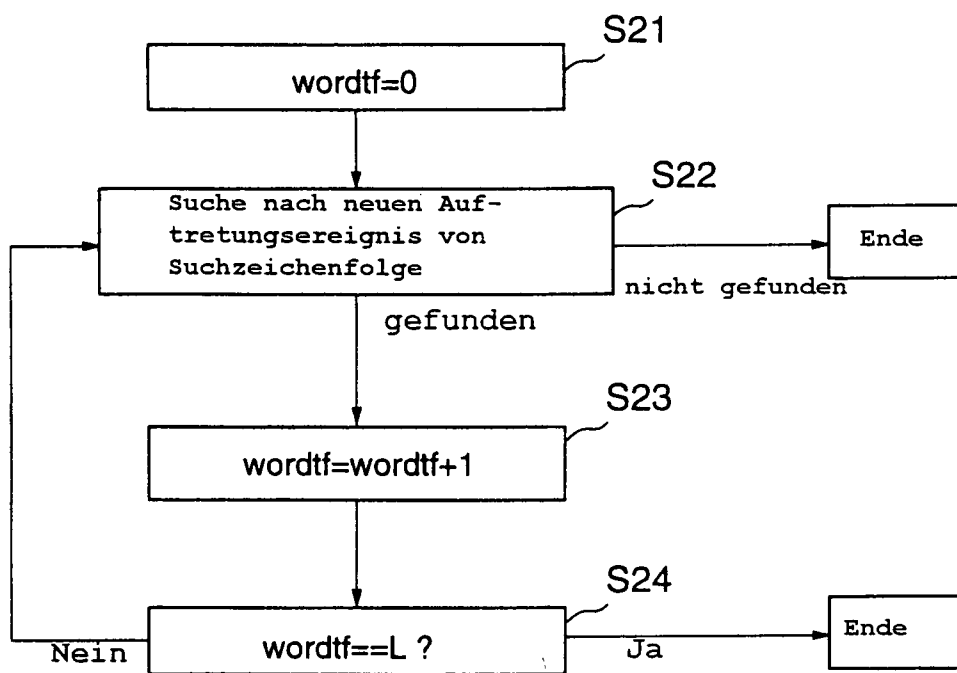 S21
wordtf=0
S22
Suche nach neuen Auf-
tretungsereignis von
Suchzeichenfolge
Ende
nicht gefunden
gefunden
S23
wordtf=wordtf+1
S24
wordtf==L ?
Nein
Ja
Ende